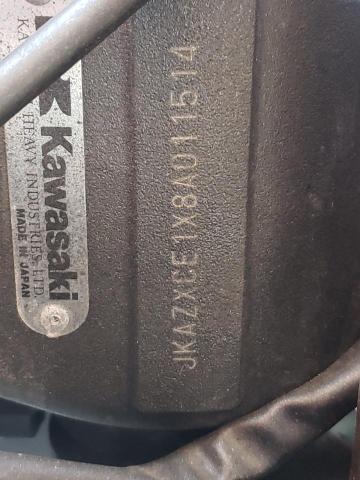 Kawasaki
HEAVY INDUSTRIES, LTD.
MADE IN JAPAN
JKAZXCE1X8A011514